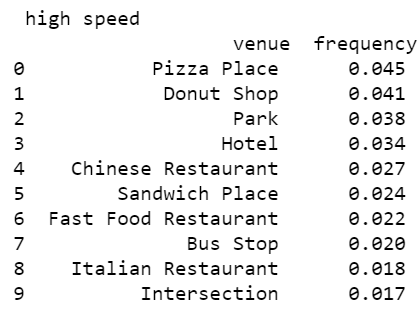 high speed
venue frequency
0 Pizza Place 0.045
1 Donut Shop 0.041
2 Park 0.038
3 Hotel 0.034
4 Chinese Restaurant 0.027
5 Sandwich Place 0.024
6 Fast Food Restaurant 0.022
7 Bus Stop 0.020
8 Italian Restaurant 0.018
9 Intersection 0.017